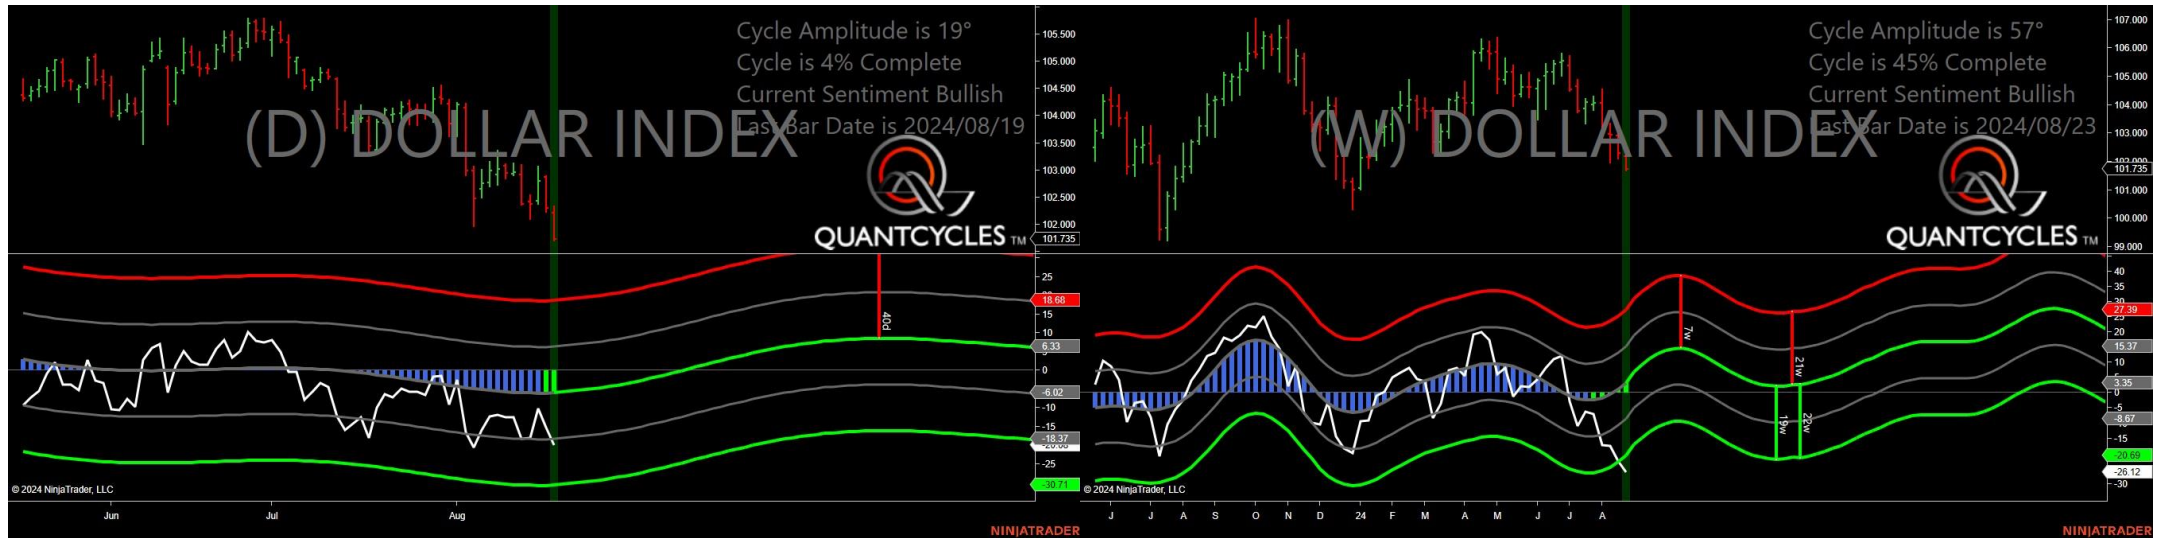 Cycle Amplitude is 19°
Cycle is 4% Complete
Current Sentiment Bullish
Last Bar Date is 2024/08/19
(D) DOLLAR INDEX
QUANTCYCLES TM
105.500
105.000
104.500
104.000
103.500
103.000
102.500
102.000
101.735
25
18.68
15
10
6.33
5
0
-6.02
-10
-15
-18.37
-25
-30.71
40d
© 2024 NinjaTrader, LLC
Jun
Jul
Aug
NINJATRADER
Cycle Amplitude is 57°
Cycle is 45% Complete
Current Sentiment Bullish
Last Bar Date is 2024/08/23
(W) DOLLAR INDEX
QUANTCYCLES TM
107.000
106.000
105.000
104.000
103.000
102.000
101.735
101.000
100.000
99.000
40
35
30
27.39
25
20
15.37
10
3.35
0
-5
-8.67
-15
-20.69
-26.12
-30
7w
21w
19w
22w
© 2024 NinjaTrader, LLC
J
J
A
S
O
N
D
24
F
M
A
M
J
J
A
NINJATRADER